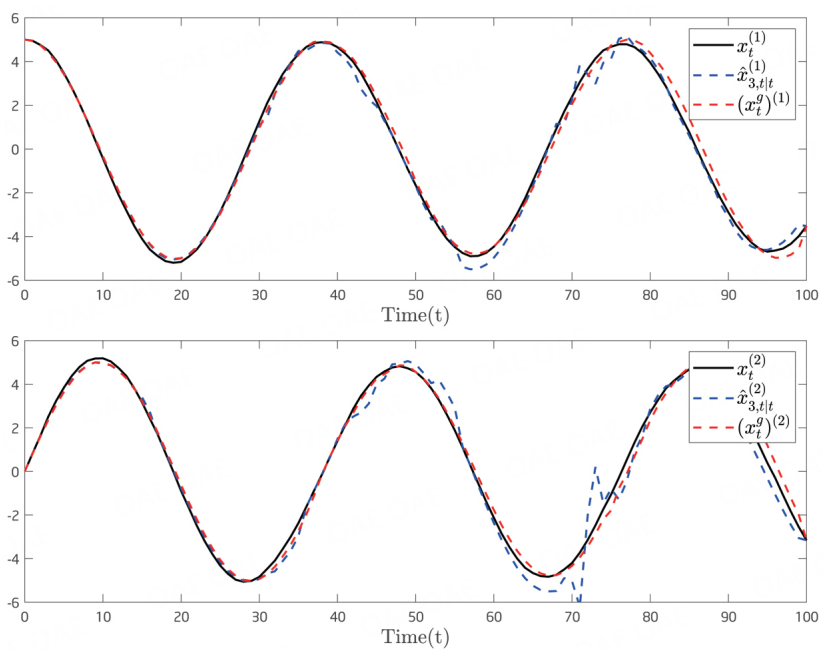 6
4
2
0
-2
-4
-6
x_t^{(1)}
\hat{x}_{3,t|t}^{(1)}
(x_t^g)^{(1)}
0 10 20 30 40 50 60 70 80 90 100
Time(t)
6
4
2
0
-2
-4
-6
x_t^{(2)}
\hat{x}_{3,t|t}^{(2)}
(x_t^g)^{(2)}
0 10 20 30 40 50 60 70 80 90 100
Time(t)